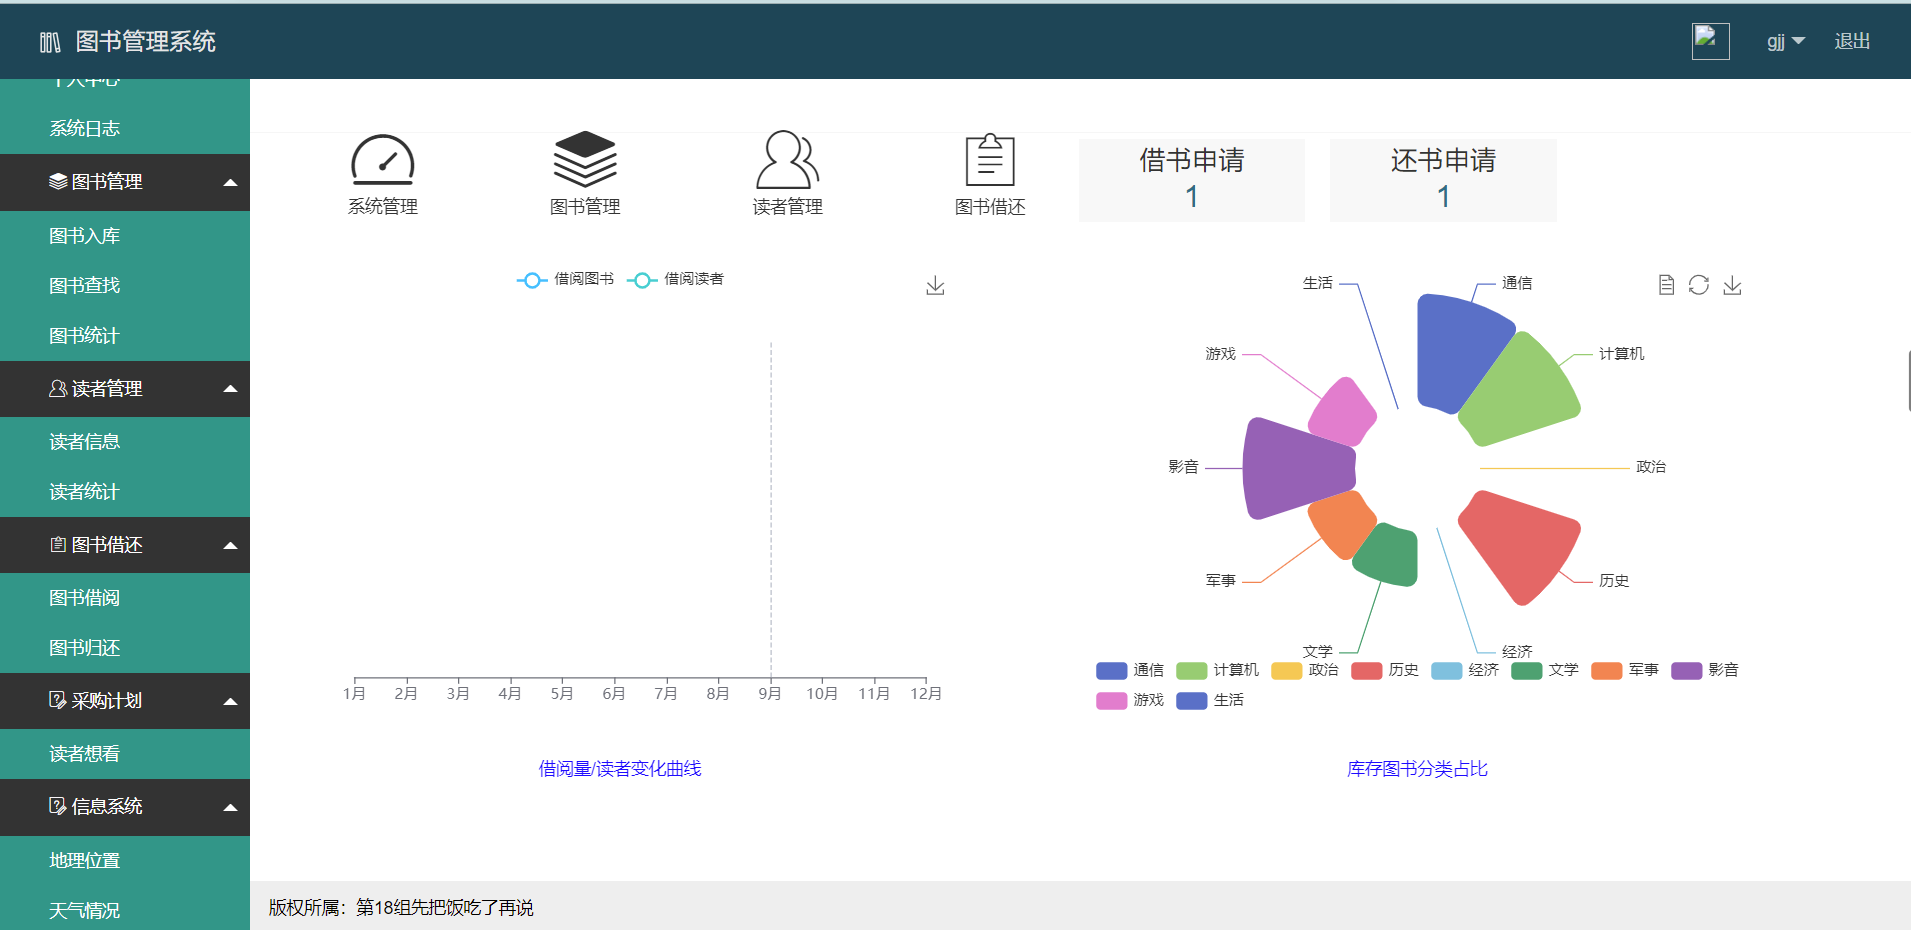 图书管理系统
gjj
退出
个人中心
系统日志
图书管理
图书入库
图书查找
图书统计
读者管理
读者信息
读者统计
图书借还
图书借阅
图书归还
采购计划
读者想看
信息系统
地理位置
天气情况
系统管理
图书管理
读者管理
图书借还
借书申请
1
还书申请
1
借阅图书 借阅读者
1月 2月 3月 4月 5月 6月 7月 8月 9月 10月 11月 12月
借阅量/读者变化曲线
生活
通信
游戏
计算机
影音
政治
军事
历史
文学
经济
通信 计算机 政治 历史 经济 文学 军事 影音
游戏 生活
库存图书分类占比
版权所属：第18组先把饭吃了再说